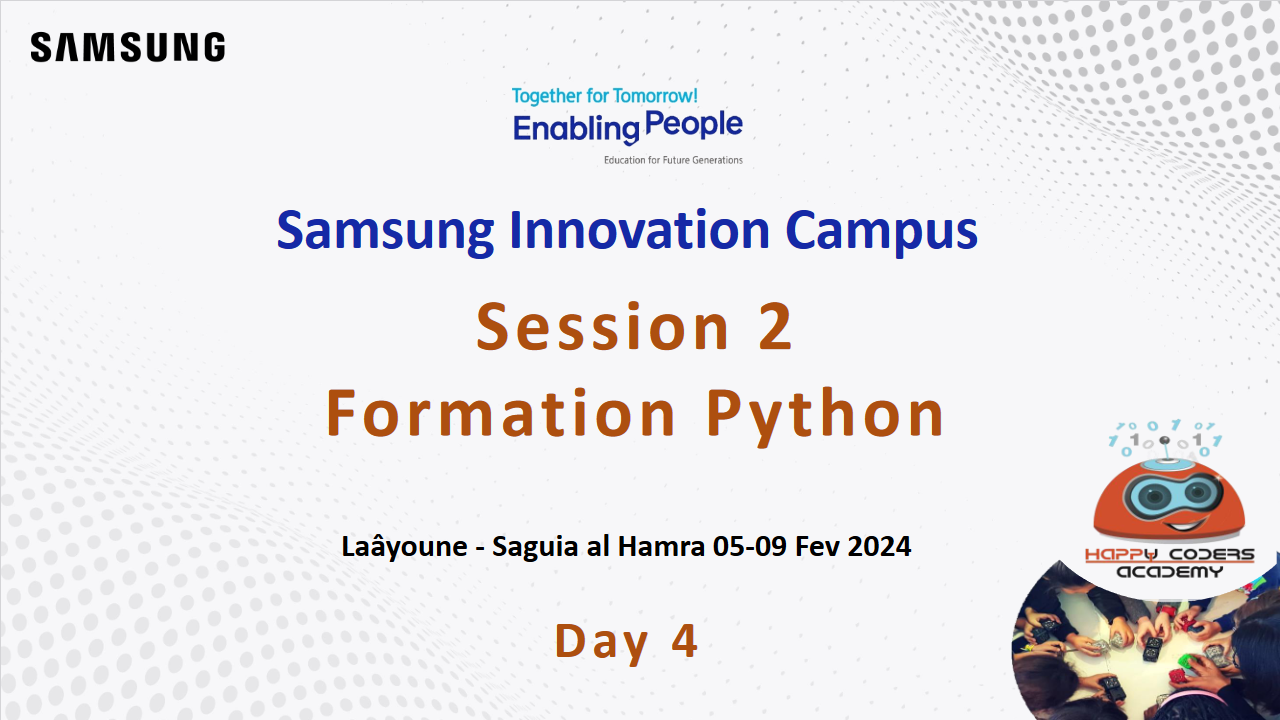 SAMSUNG
Together for Tomorrow!
Enabling People
Education for Future Generations
Samsung Innovation Campus
Session 2
Formation Python
Laâyoune - Saguia al Hamra 05-09 Fev 2024
HAPPY CODERS
ACADEMY
Day 4